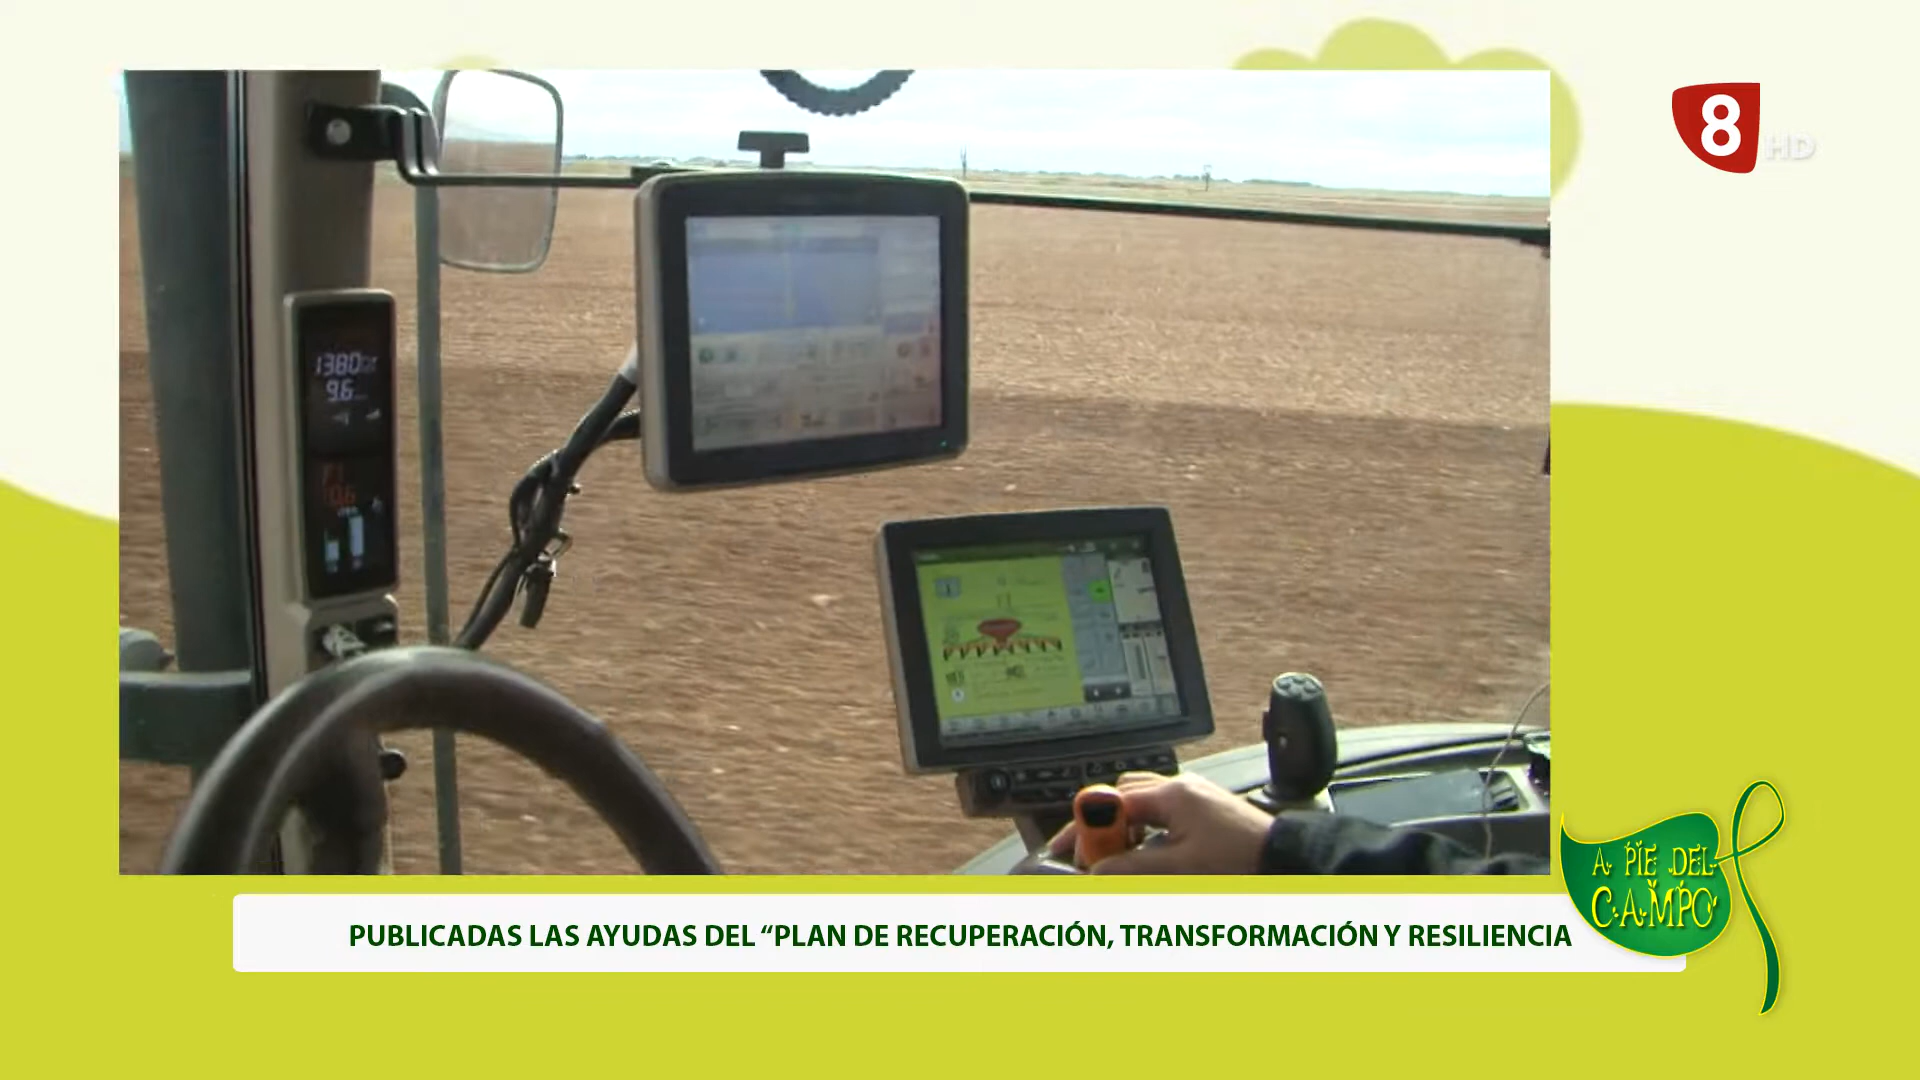 8
HD
1380
9.6
A PIE DEL
CAMPO
PUBLICADAS LAS AYUDAS DEL “PLAN DE RECUPERACIÓN, TRANSFORMACIÓN Y RESILIENCIA